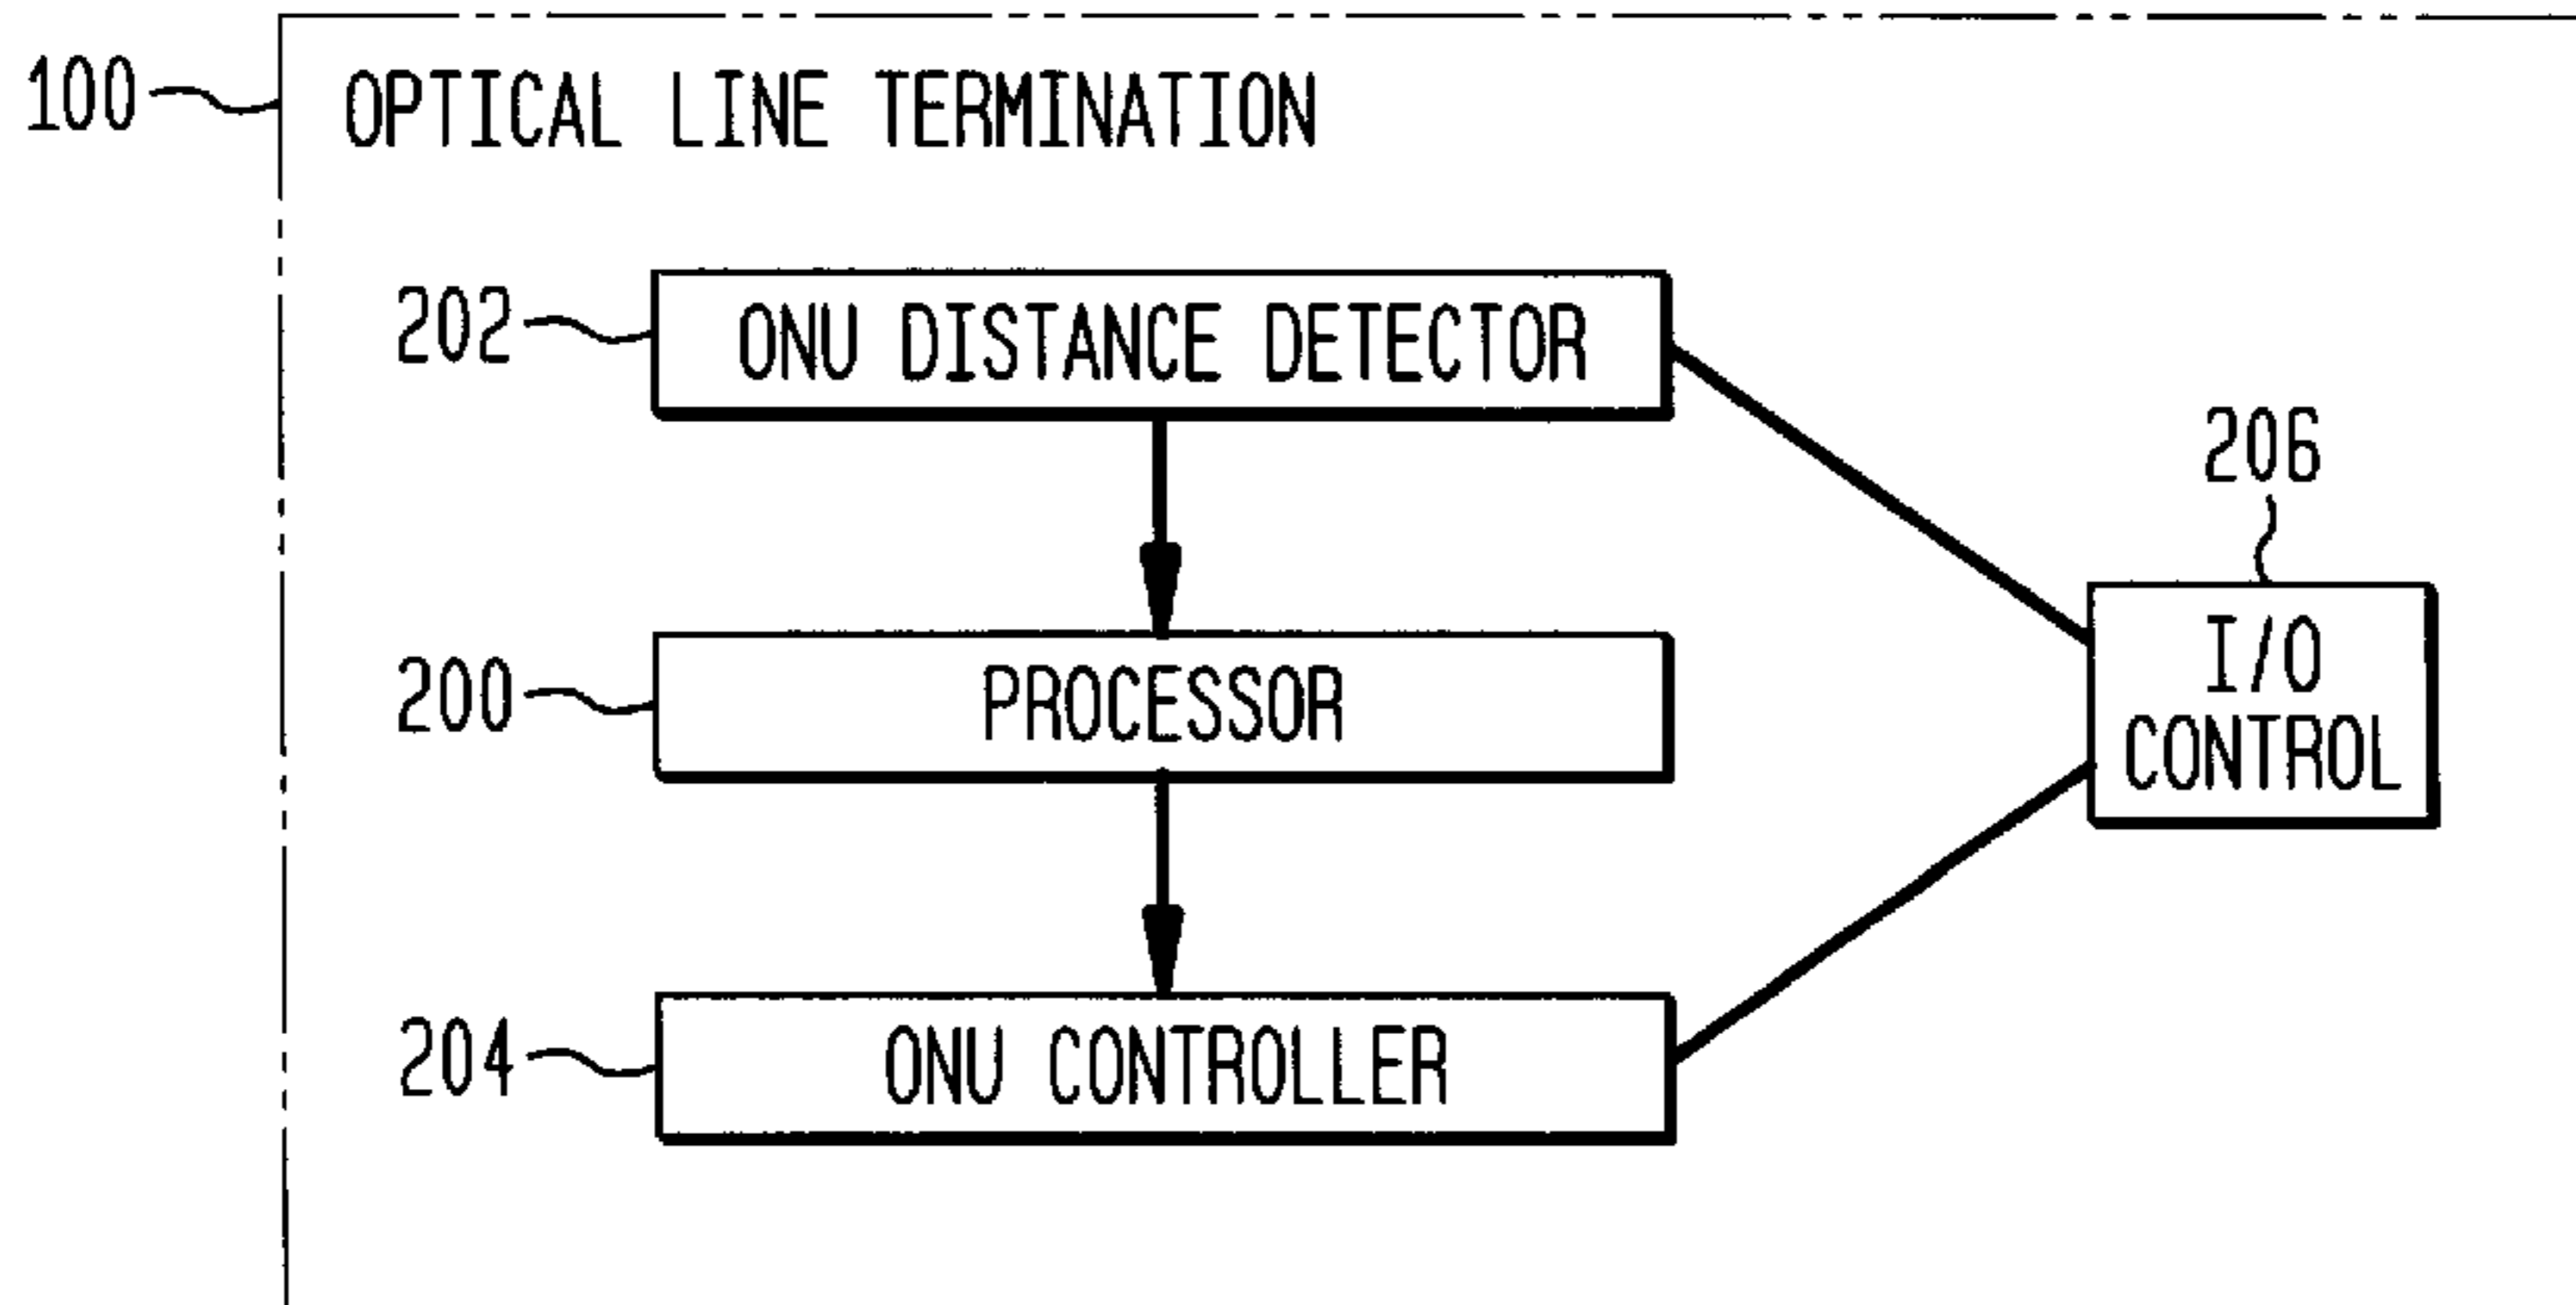 100
OPTICAL LINE TERMINATION
202
ONU DISTANCE DETECTOR
206
200
PROCESSOR
I/O
CONTROL
204
ONU CONTROLLER